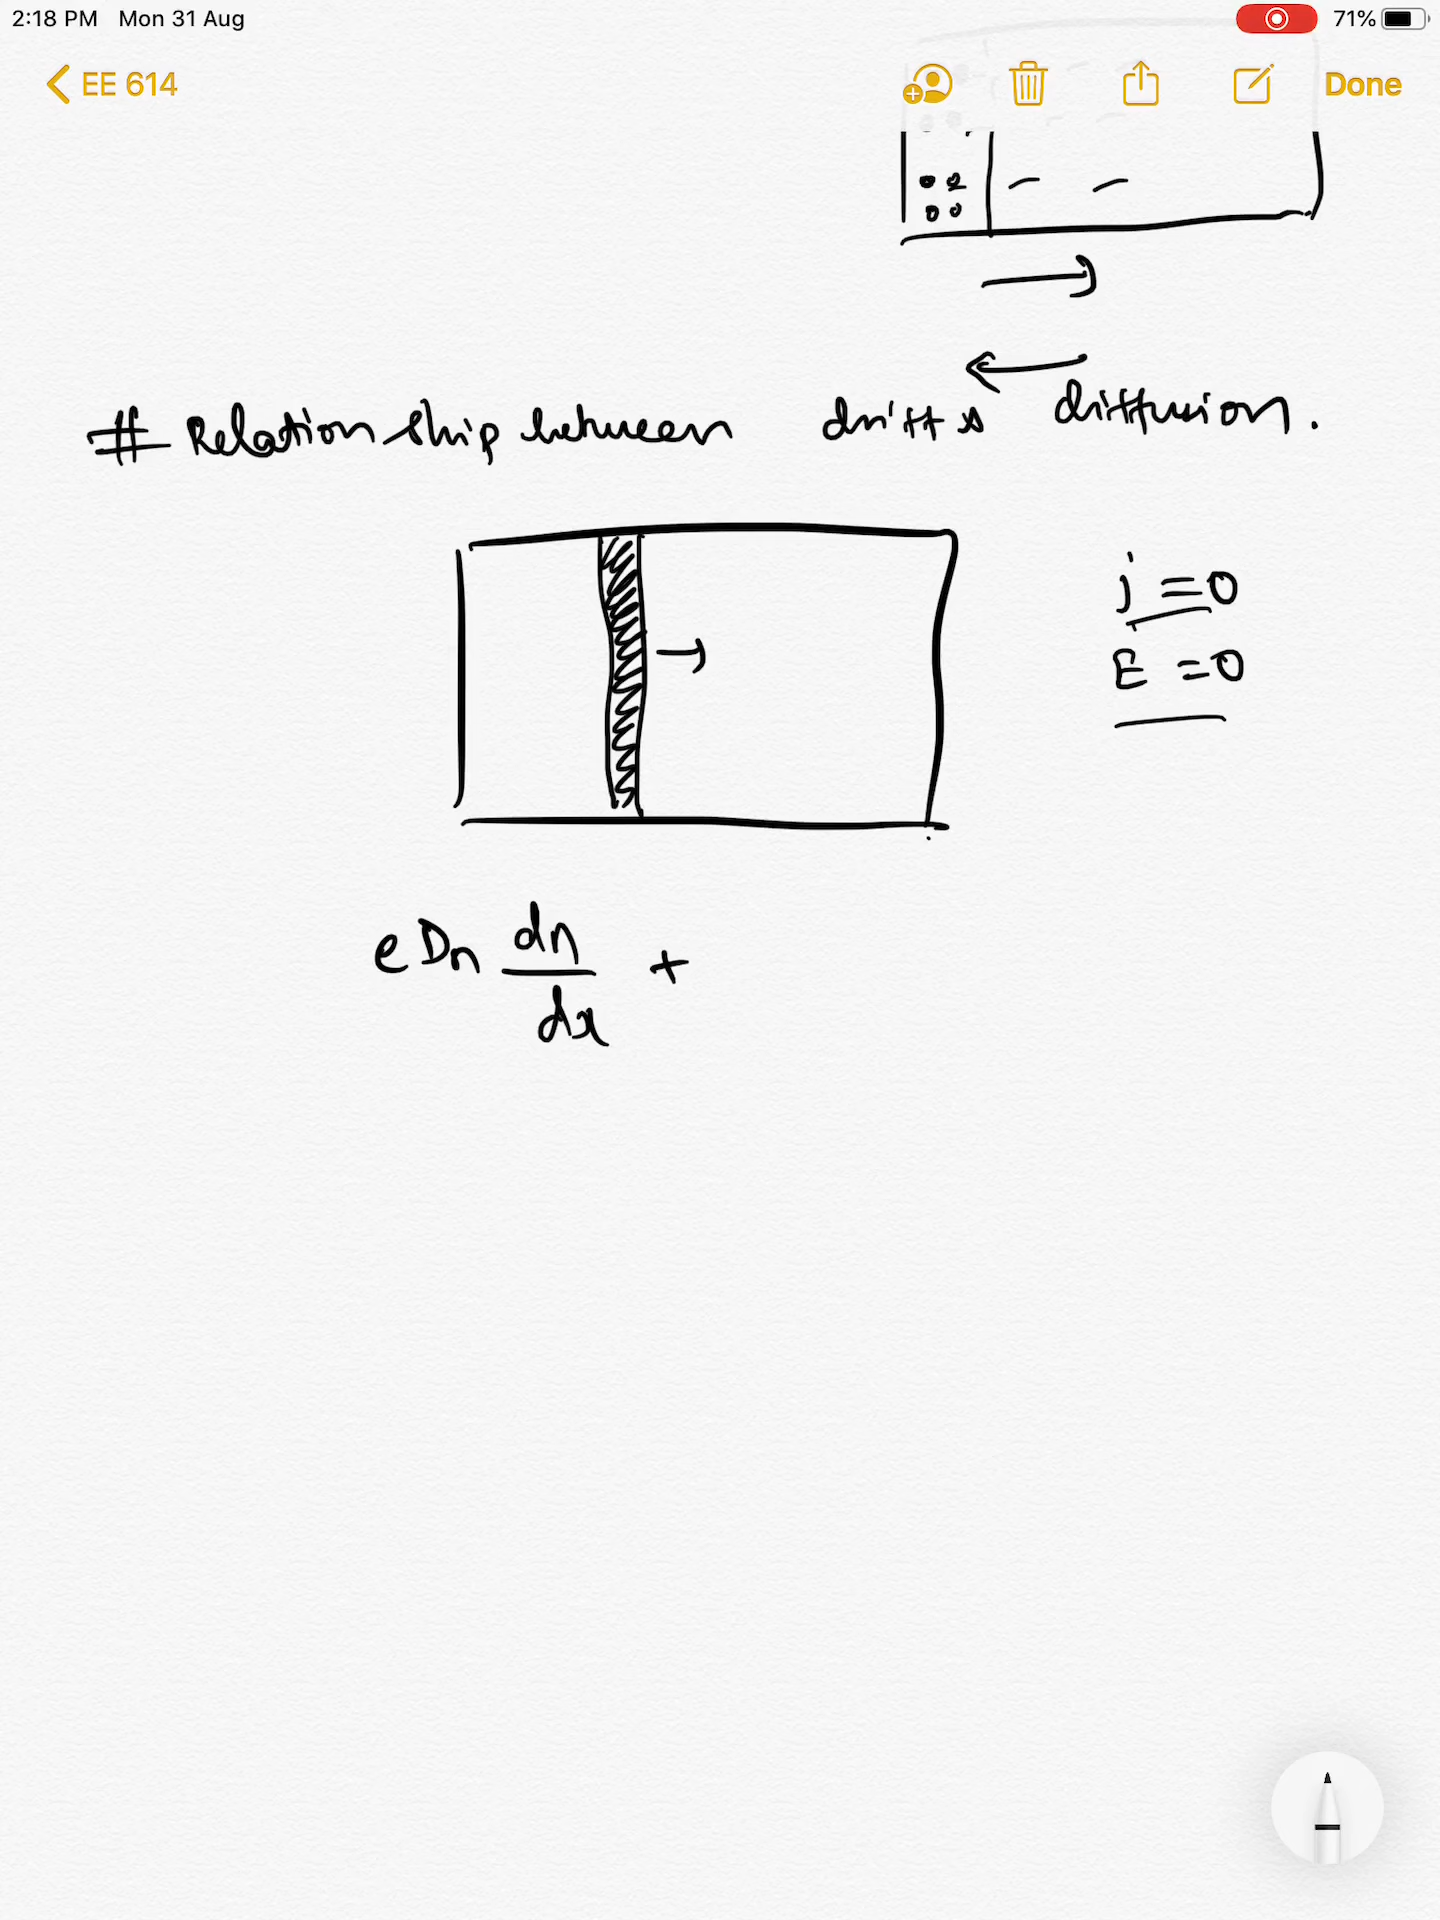 2:18 PM Mon 31 Aug 71%
EE 614 Done
# Relationship between drift & diffusion.
j = 0
E = 0
e Dn dn/dx +